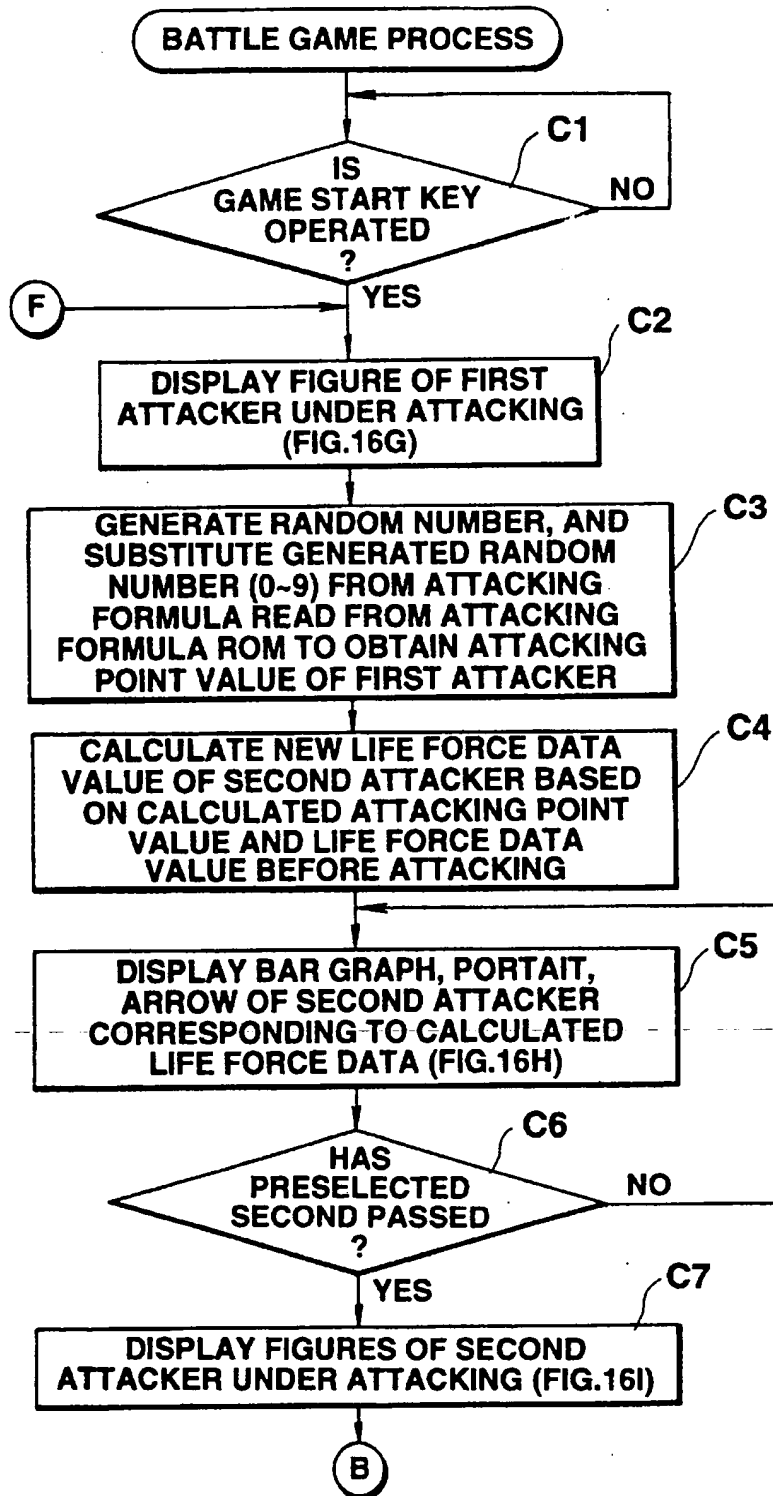 BATTLE GAME PROCESS
C1
IS
GAME START KEY
OPERATED
?
NO
YES
F
C2
DISPLAY FIGURE OF FIRST
ATTACKER UNDER ATTACKING
(FIG.16G)
C3
GENERATE RANDOM NUMBER, AND
SUBSTITUTE GENERATED RANDOM
NUMBER (0~9) FROM ATTACKING
FORMULA READ FROM ATTACKING
FORMULA ROM TO OBTAIN ATTACKING
POINT VALUE OF FIRST ATTACKER
C4
CALCULATE NEW LIFE FORCE DATA
VALUE OF SECOND ATTACKER BASED
ON CALCULATED ATTACKING POINT
VALUE AND LIFE FORCE DATA
VALUE BEFORE ATTACKING
C5
DISPLAY BAR GRAPH, PORTAIT,
ARROW OF SECOND ATTACKER
CORRESPONDING TO CALCULATED
LIFE FORCE DATA (FIG.16H)
C6
HAS
PRESELECTED
SECOND PASSED
?
NO
YES
C7
DISPLAY FIGURES OF SECOND
ATTACKER UNDER ATTACKING (FIG.16I)
B